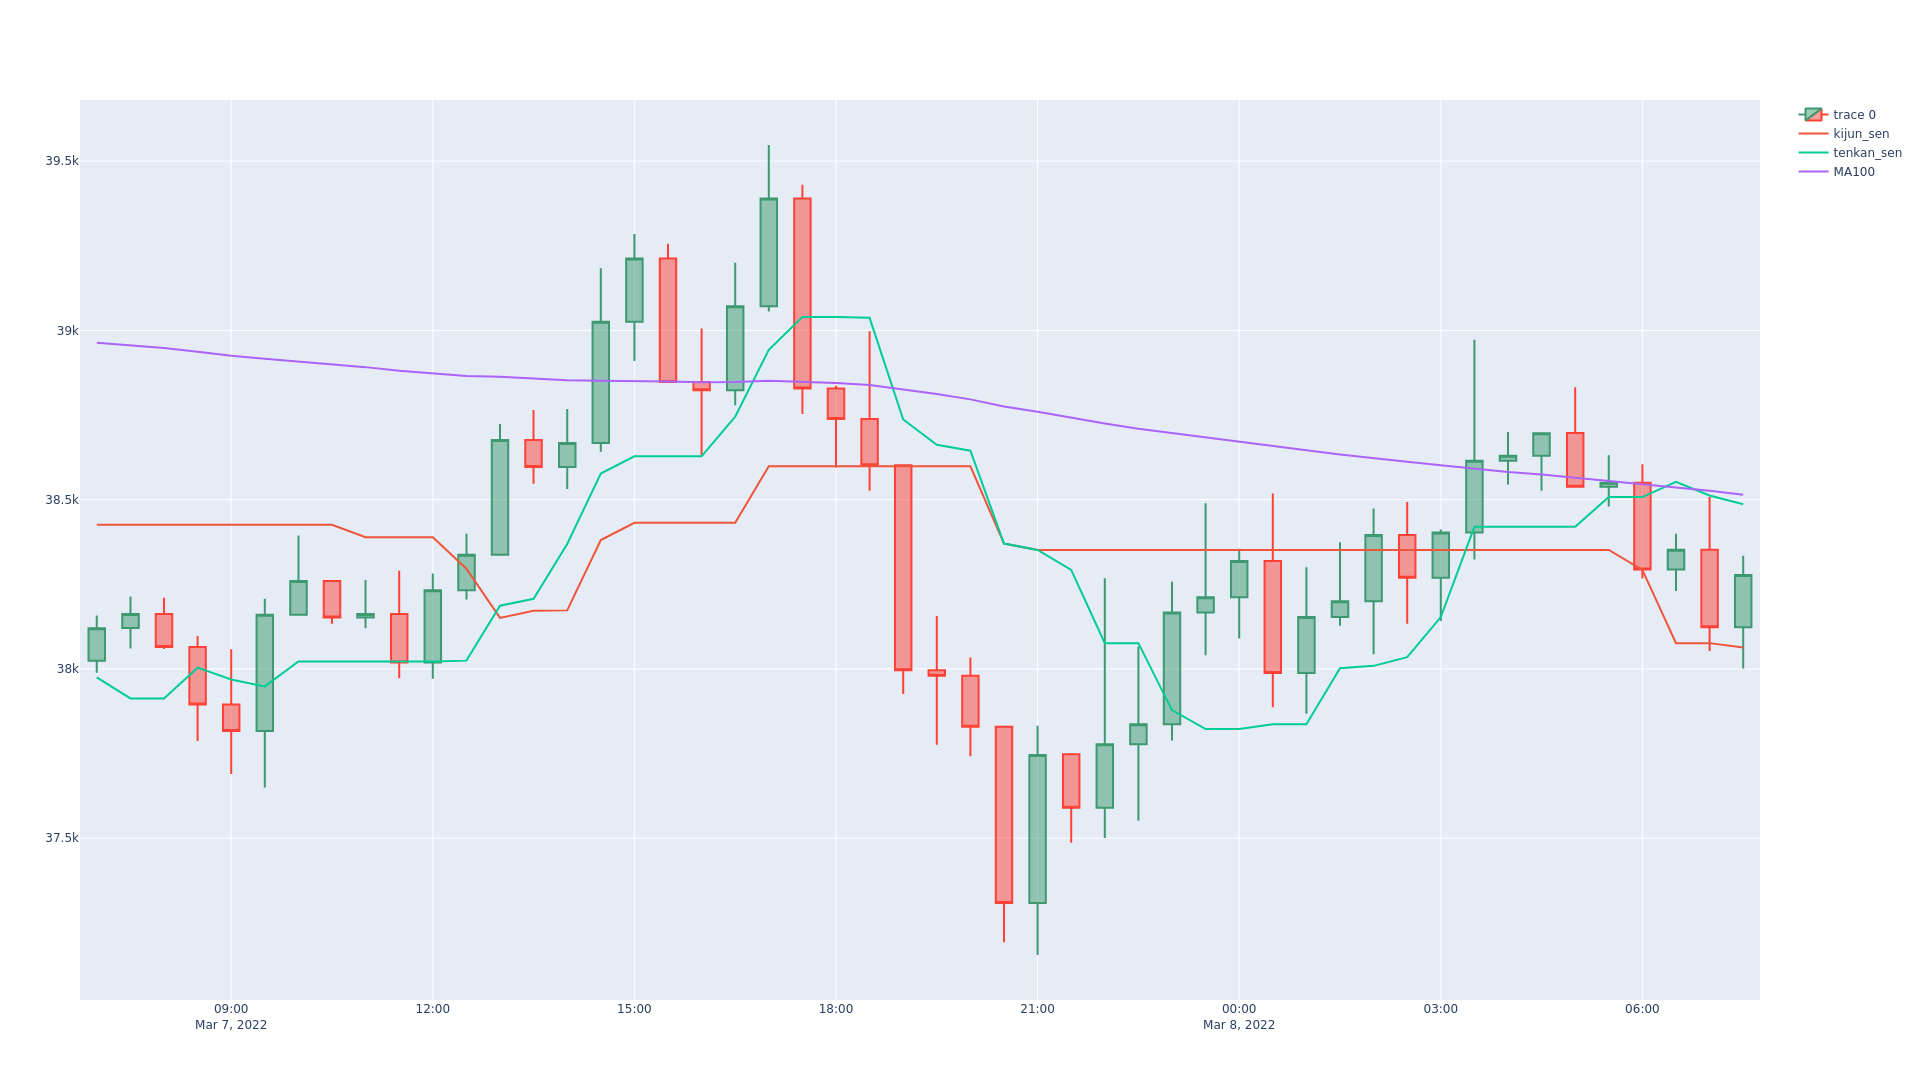 trace 0
kijun_sen
tenkan_sen
MA100
39.5k
39k
38.5k
38k
37.5k
09:00 12:00 15:00 18:00 21:00 00:00 03:00 06:00
Mar 7, 2022 Mar 8, 2022